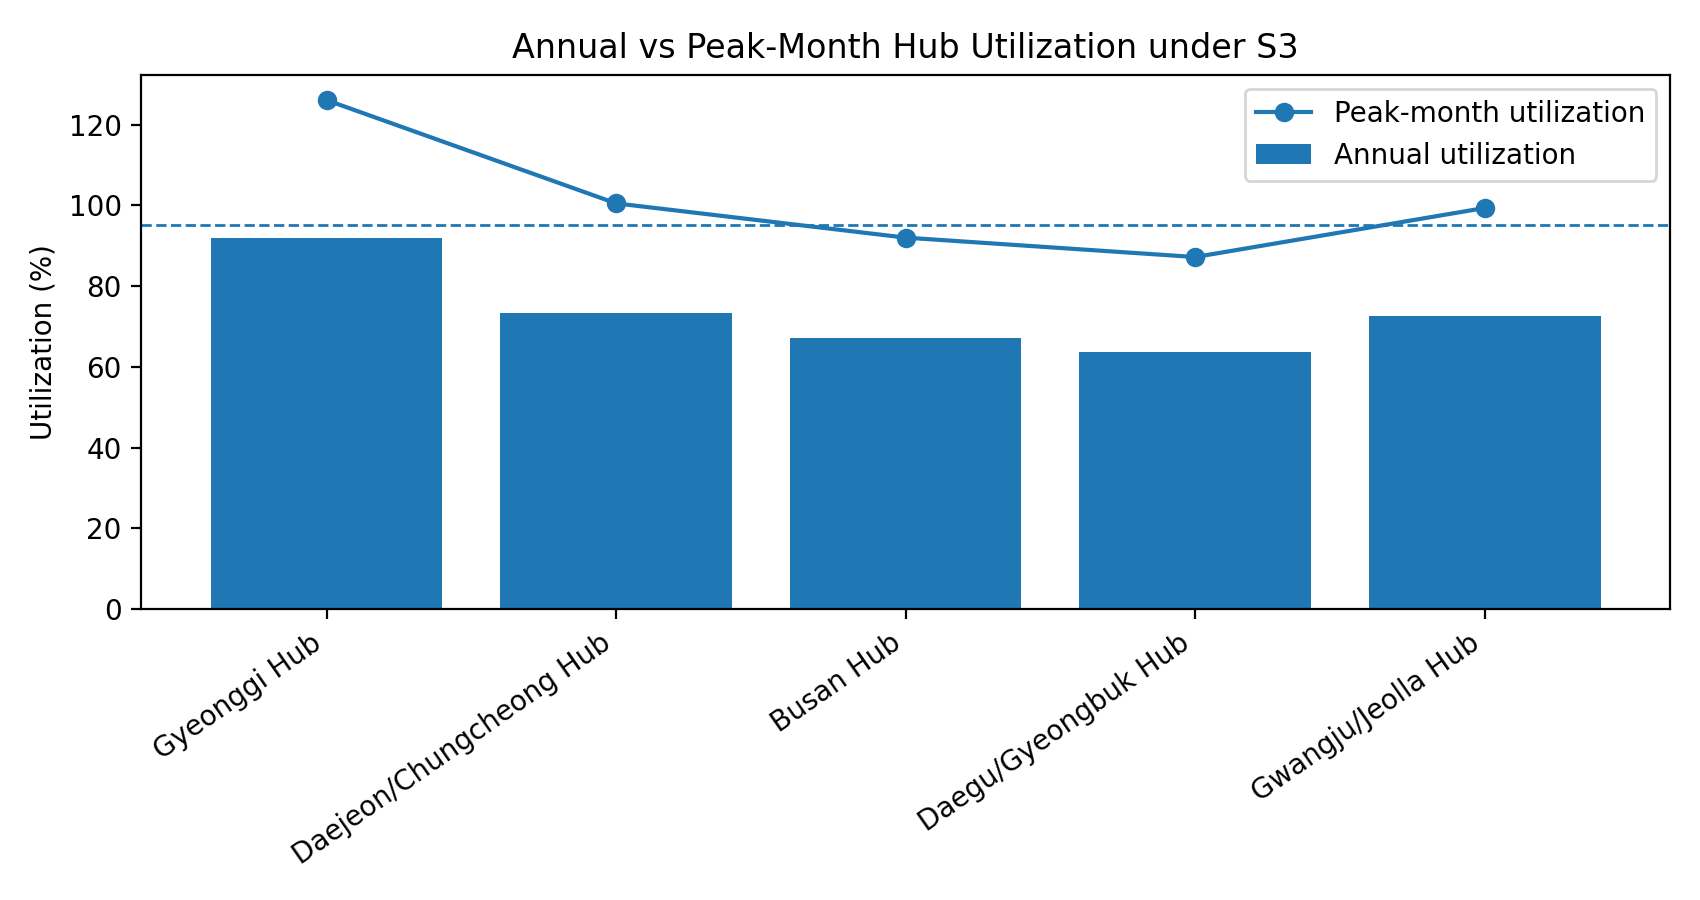 Annual vs Peak-Month Hub Utilization under S3
Peak-month utilization
Annual utilization
Utilization (%)
120
100
80
60
40
20
0
Gyeonggi Hub
Daejeon/Chungcheong Hub
Busan Hub
Daegu/Gyeongbuk Hub
Gwangju/Jeolla Hub